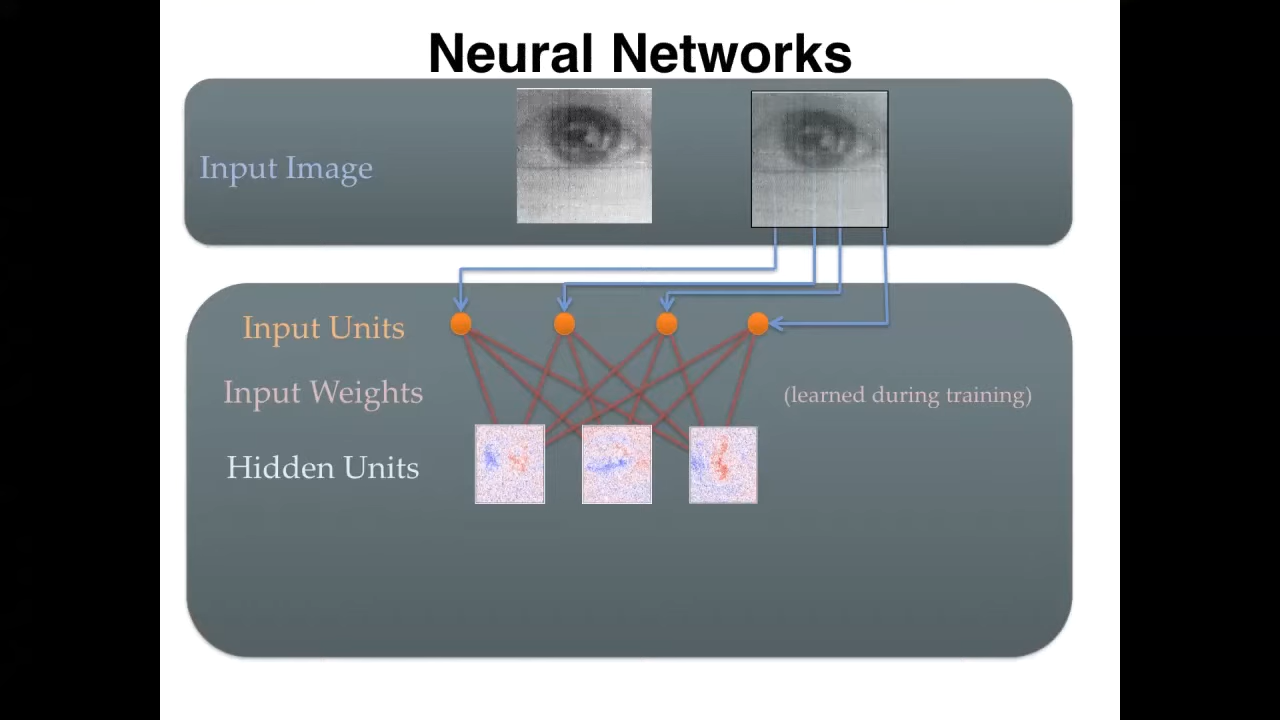 Neural Networks
Input Image
Input Units
Input Weights
(learned during training)
Hidden Units